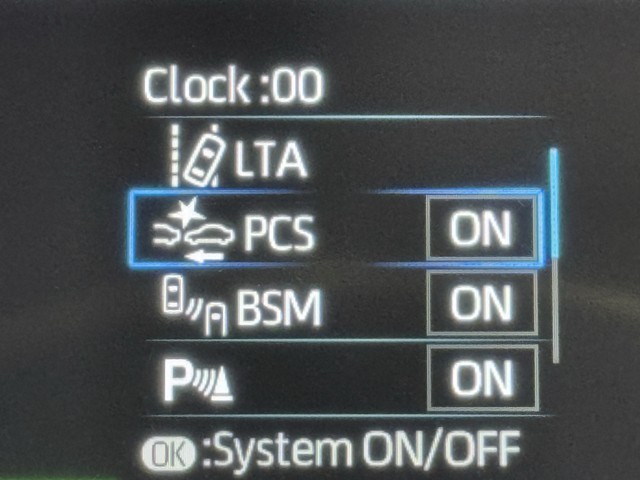 Clock :00
LTA
PCS ON
BSM ON
P ON
OK :System ON/OFF